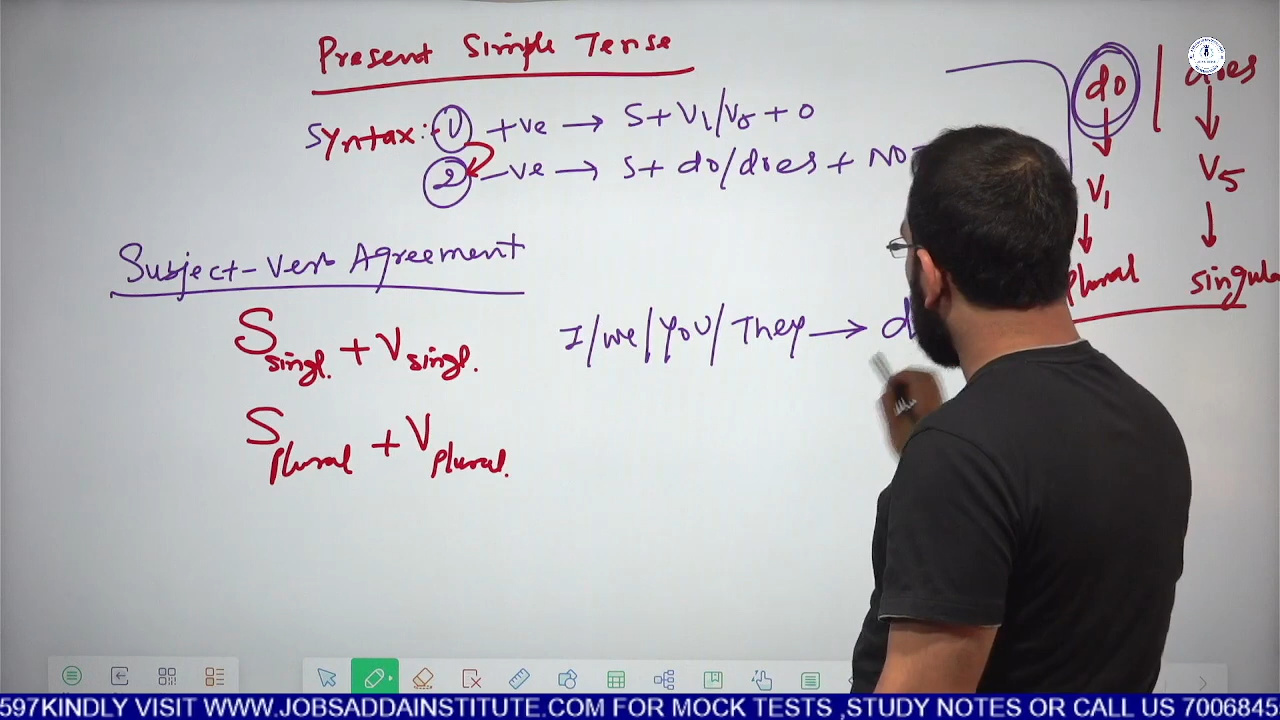 Present Simple Tense
Syntax:- 1 +ve → S + V1/V5 + O
2 -ve → S + do/does + NOT
do | does
V1 V5
plural singula
Subject-Verb Agreement
S singl. + V singl.
S plural + V plural.
I/we/you/They → d
597KINDLY VISIT WWW.JOBSADDAINSTITUTE.COM FOR MOCK TESTS ,STUDY NOTES OR CALL US 7006845